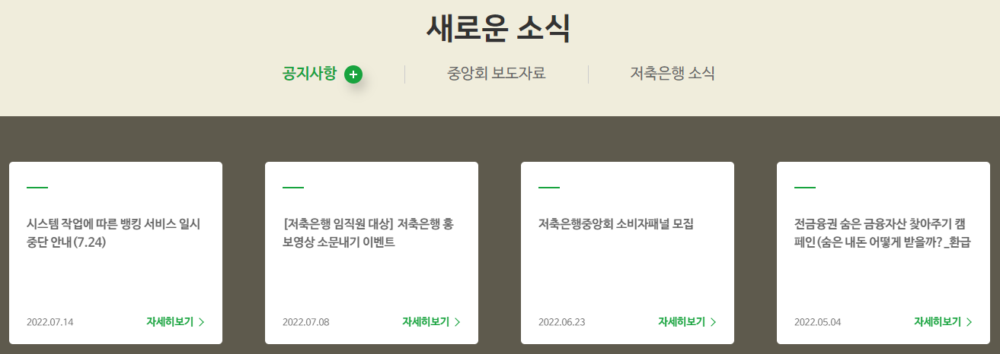 새로운 소식
공지사항
중앙회 보도자료
저축은행 소식
시스템 작업에 따른 뱅킹 서비스 일시
중단 안내(7.24)
2022.07.14
자세히보기
[저축은행 임직원 대상] 저축은행 홍
보영상 소문내기 이벤트
2022.07.08
자세히보기
저축은행중앙회 소비자패널 모집
2022.06.23
자세히보기
전금융권 숨은 금융자산 찾아주기 캠
페인(숨은 내돈 어떻게 받을까?_환급
2022.05.04
자세히보기